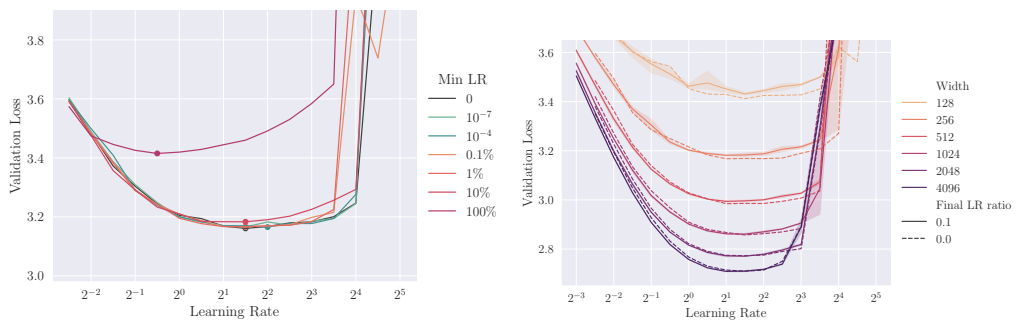 3.8
3.6
3.4
3.2
3.0
Validation Loss
2^{-2} 2^{-1} 2^0 2^1 2^2 2^3 2^4 2^5
Learning Rate
Min LR
0
10^{-7}
10^{-4}
0.1%
1%
10%
100%
3.6
3.4
3.2
3.0
2.8
Validation Loss
2^{-3} 2^{-2} 2^{-1} 2^0 2^1 2^2 2^3 2^4 2^5
Learning Rate
Width
128
256
512
1024
2048
4096
Final LR ratio
0.1
0.0